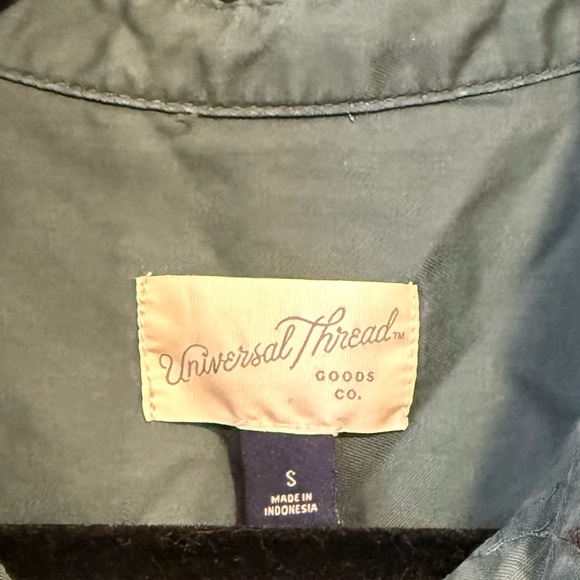 Universal Thread™
GOODS
CO.
S
MADE IN
INDONESIA